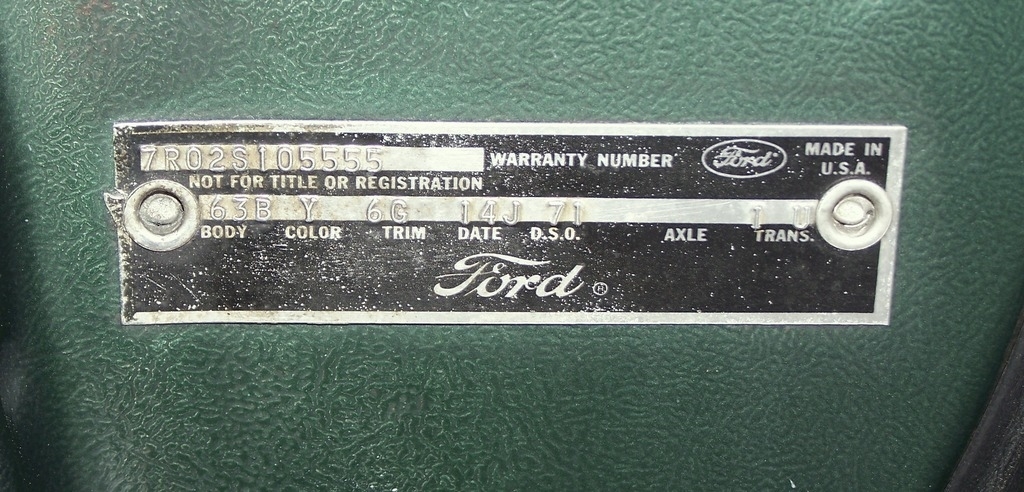 7R02S105555 WARRANTY NUMBER Ford MADE IN U.S.A.
NOT FOR TITLE OR REGISTRATION
63B Y 6G 14J 71 1 U
BODY COLOR TRIM DATE D.S.O. AXLE TRANS.
Ford ®